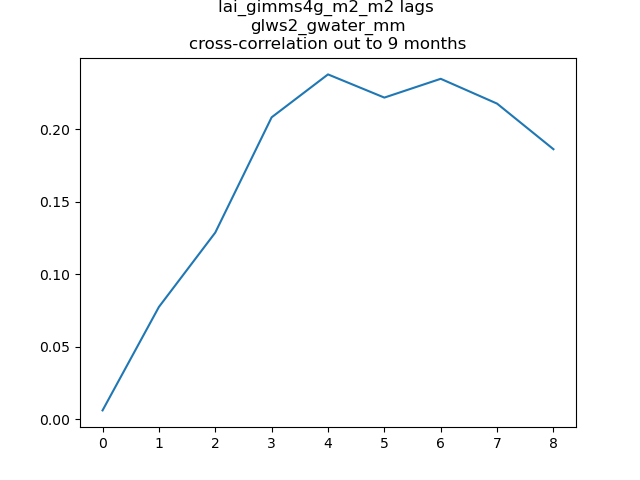 lai_gimms4g_m2_m2 lags
glws2_gwater_mm
cross-correlation out to 9 months
0.20
0.15
0.10
0.05
0.00
0 1 2 3 4 5 6 7 8